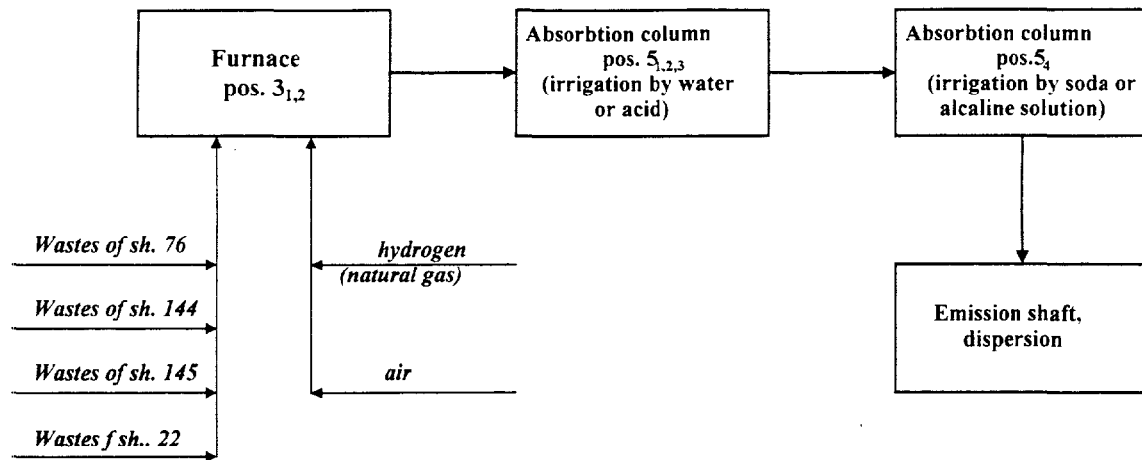 Furnace
pos. 3₁,₂
Absorbtion column
pos. 5₁,₂,₃
(irrigation by water
or acid)
Absorbtion column
pos.5₄
(irrigation by soda or
alcaline solution)
Wastes of sh. 76
Wastes of sh. 144
Wastes of sh. 145
Wastes f sh.. 22
hydrogen
(natural gas)
air
Emission shaft,
dispersion